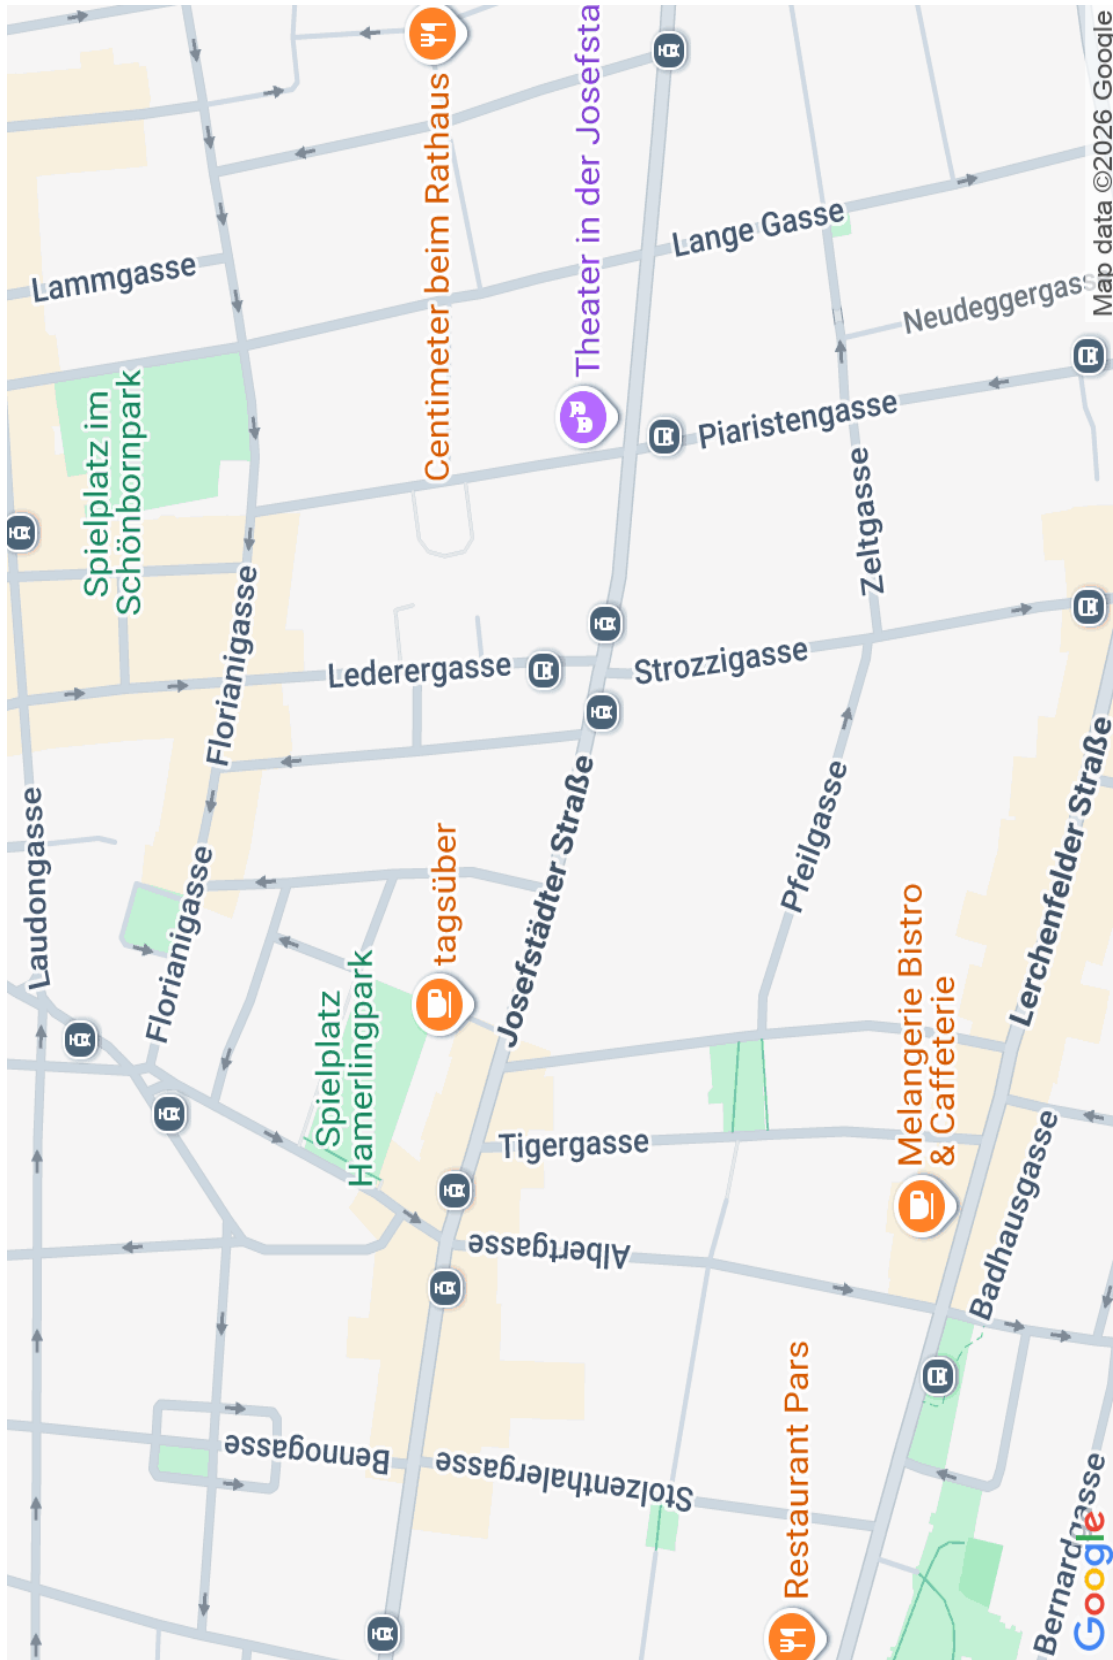 Lammgasse
Centimeter beim Rathaus
Theater in der Josefsta
Lange Gasse
Neudeggergass
Map data ©2026 Google
Spielplatz im
Schönbornpark
Piaristengasse
Zeltgasse
Florianigasse
Lederergasse
Strozzigasse
Laudongasse
Florianigasse
tagsüber
Josefstädter Straße
Pfeilgasse
Lerchenfelder Straße
Spielplatz
Hamerlingpark
Melangerie Bistro
& Caffeterie
Tigergasse
Albertgasse
Badhausgasse
Bennogasse
Stolzenthalergasse
Restaurant Pars
Bernardgasse
Google